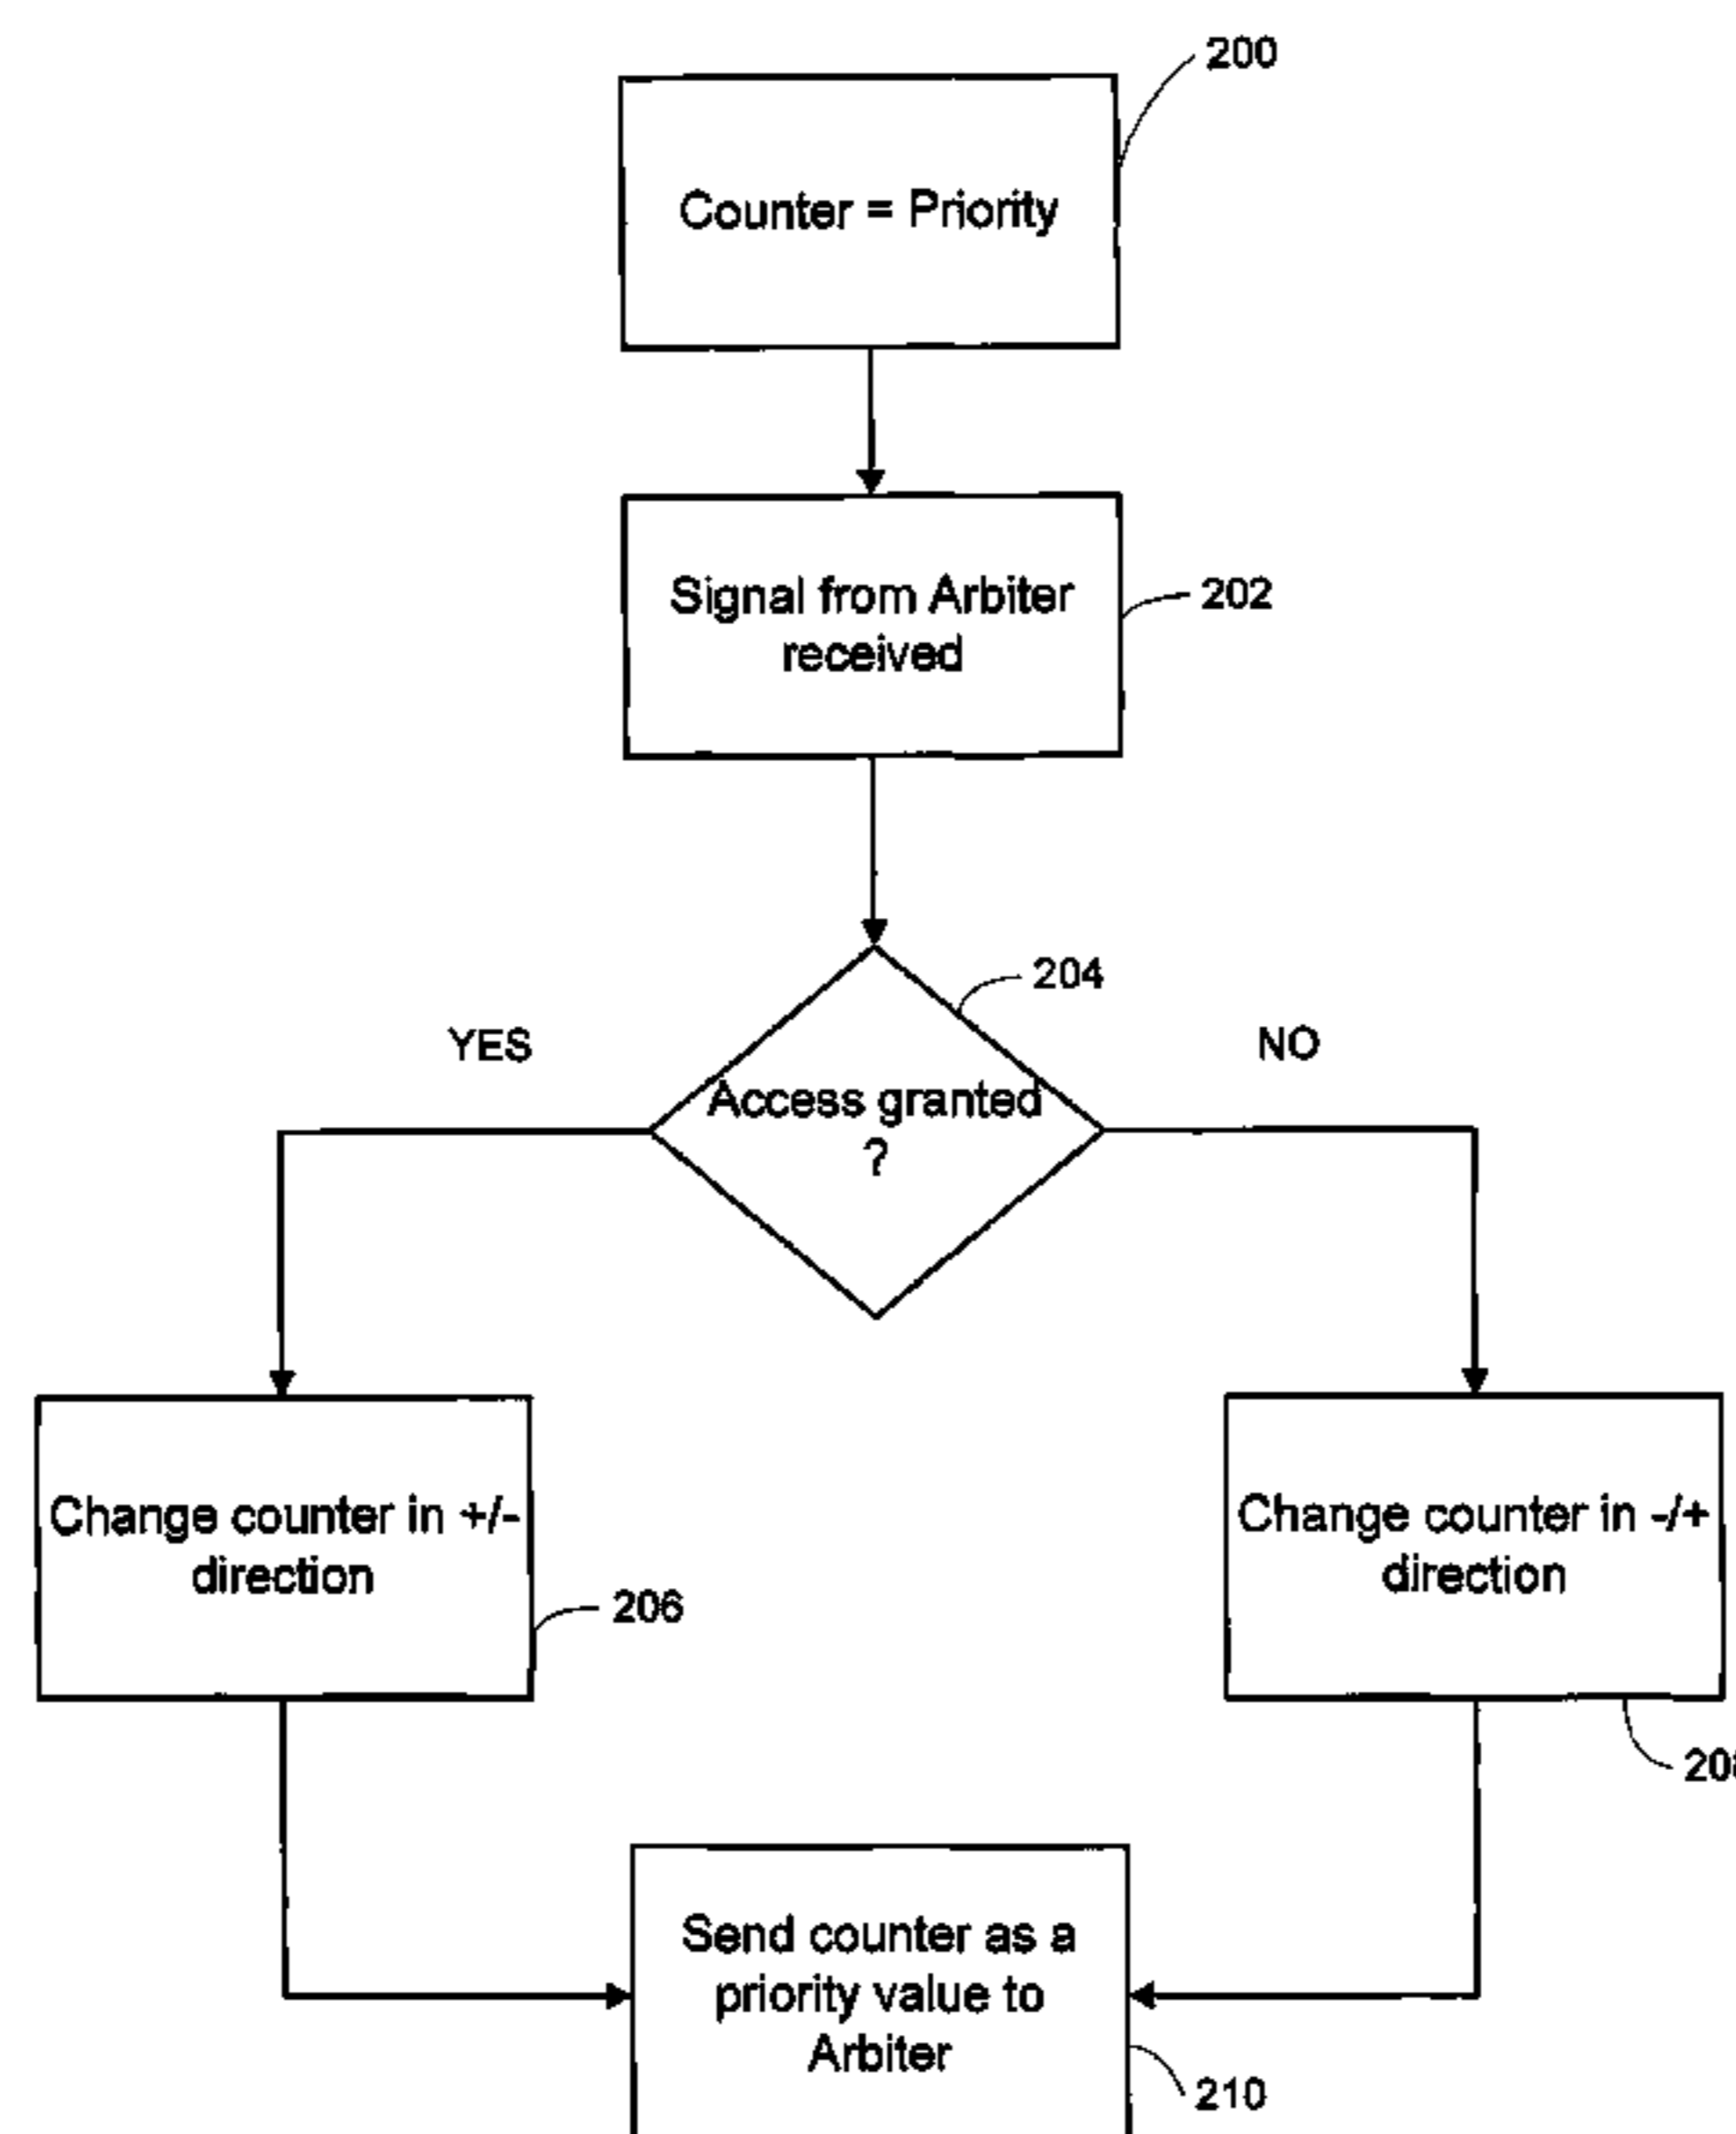 200
Counter = Priority
Signal from Arbiter
received
202
204
YES
NO
Access granted
?
Change counter in +/-
direction
206
Change counter in -/+
direction
Send counter as a
priority value to
Arbiter
210